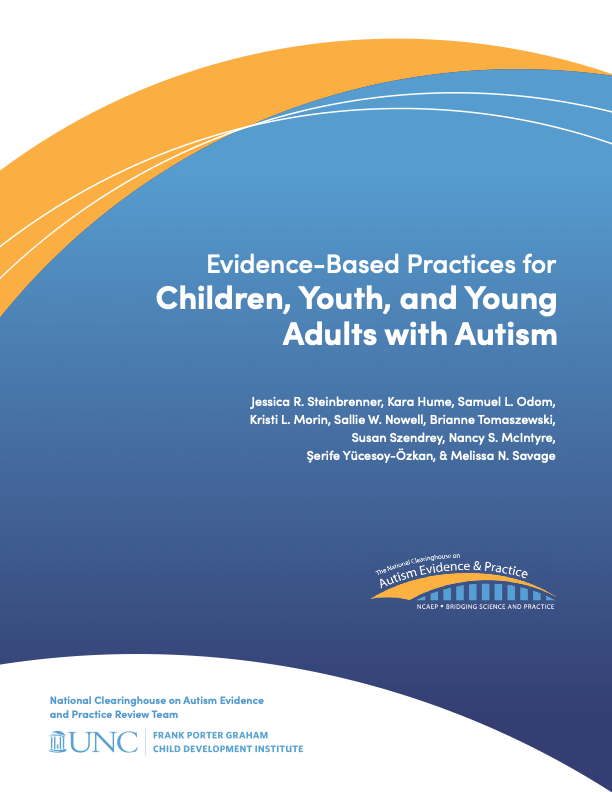 Evidence-Based Practices for
Children, Youth, and Young
Adults with Autism
Jessica R. Steinbrenner, Kara Hume, Samuel L. Odom,
Kristi L. Morin, Sallie W. Nowell, Brianne Tomaszewski,
Susan Szendrey, Nancy S. McIntyre,
Şerife Yücesoy-Özkan, & Melissa N. Savage
The National Clearinghouse on
Autism Evidence & Practice
NCAEP • BRIDGING SCIENCE AND PRACTICE
National Clearinghouse on Autism Evidence
and Practice Review Team
UNC
FRANK PORTER GRAHAM
CHILD DEVELOPMENT INSTITUTE